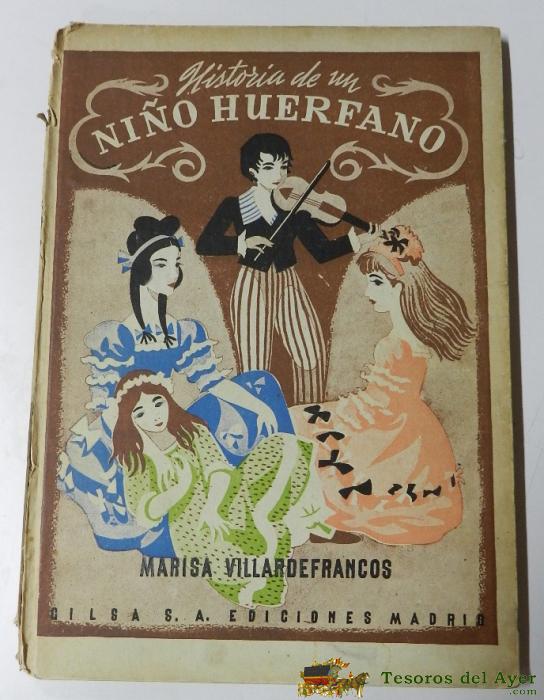 Historia de un
NIÑO HUERFANO
MARISA VILLARDEFRANCOS
GILSA S. A. EDICIONES MADRID
Tesoros del Ayer
.com